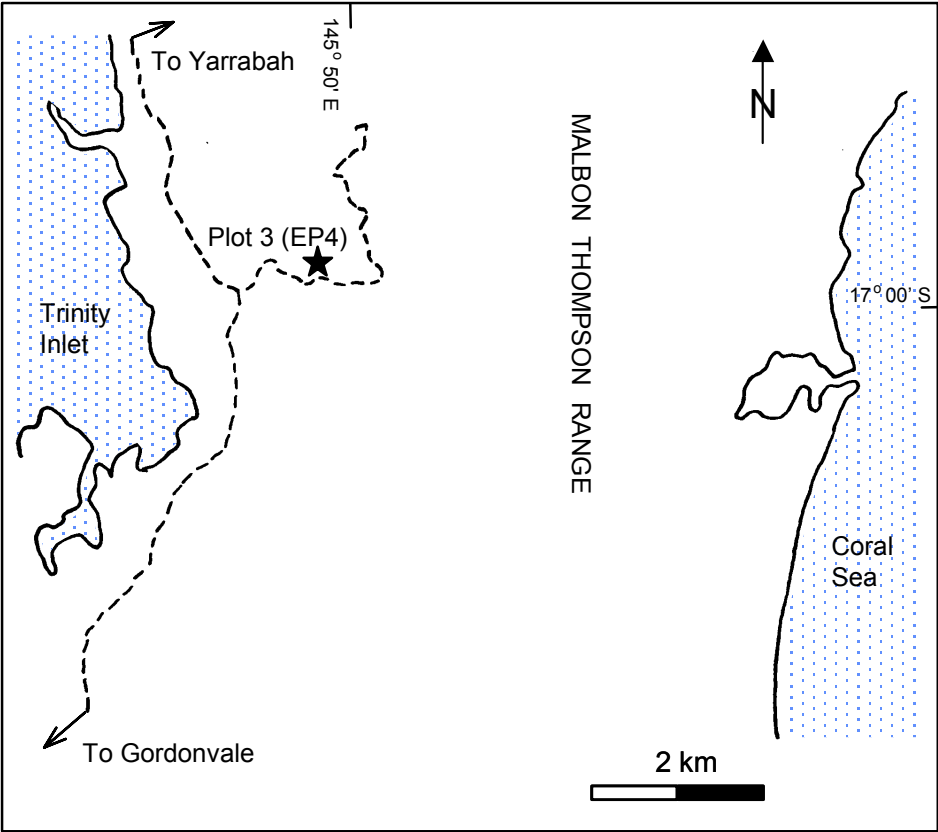 145° 50' E
To Yarrabah
N
MALBON THOMPSON RANGE
Plot 3 (EP4)
17° 00' S
Trinity
Inlet
Coral
Sea
To Gordonvale
2 km